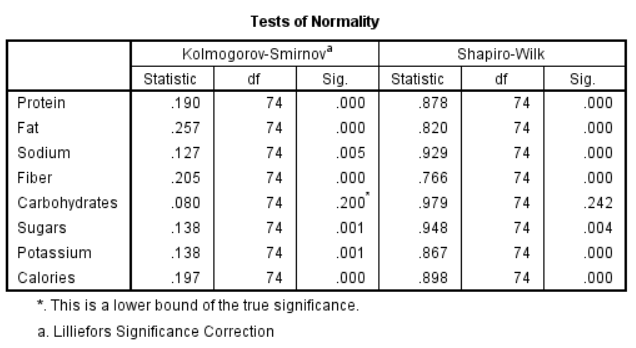 Tests of Normality
Kolmogorov-Smirnov^a Shapiro-Wilk
Statistic df Sig. Statistic df Sig.
Protein .190 74 .000 .878 74 .000
Fat .257 74 .000 .820 74 .000
Sodium .127 74 .005 .929 74 .000
Fiber .205 74 .000 .766 74 .000
Carbohydrates .080 74 .200* .979 74 .242
Sugars .138 74 .001 .948 74 .004
Potassium .138 74 .001 .867 74 .000
Calories .197 74 .000 .898 74 .000
*. This is a lower bound of the true significance.
a. Lilliefors Significance Correction